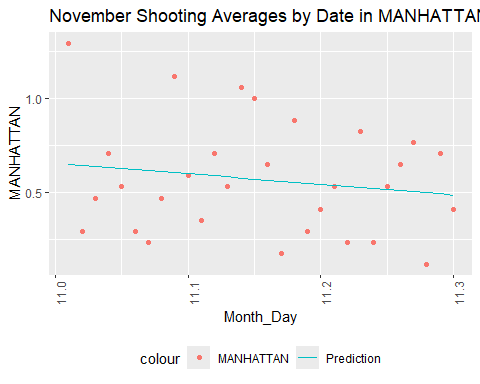 November Shooting Averages by Date in MANHATTAN
MANHATTAN
1.0
0.5
11.0
11.1
11.2
11.3
Month_Day
colour
MANHATTAN
Prediction